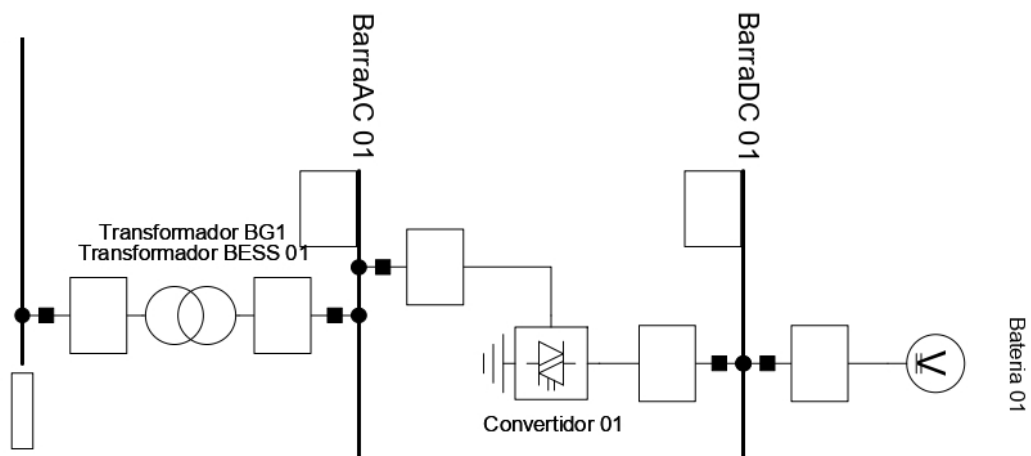 BarraAC 01
BarraDC 01
Transformador BG1
Transformador BESS 01
Bateria 01
V
Convertidor 01